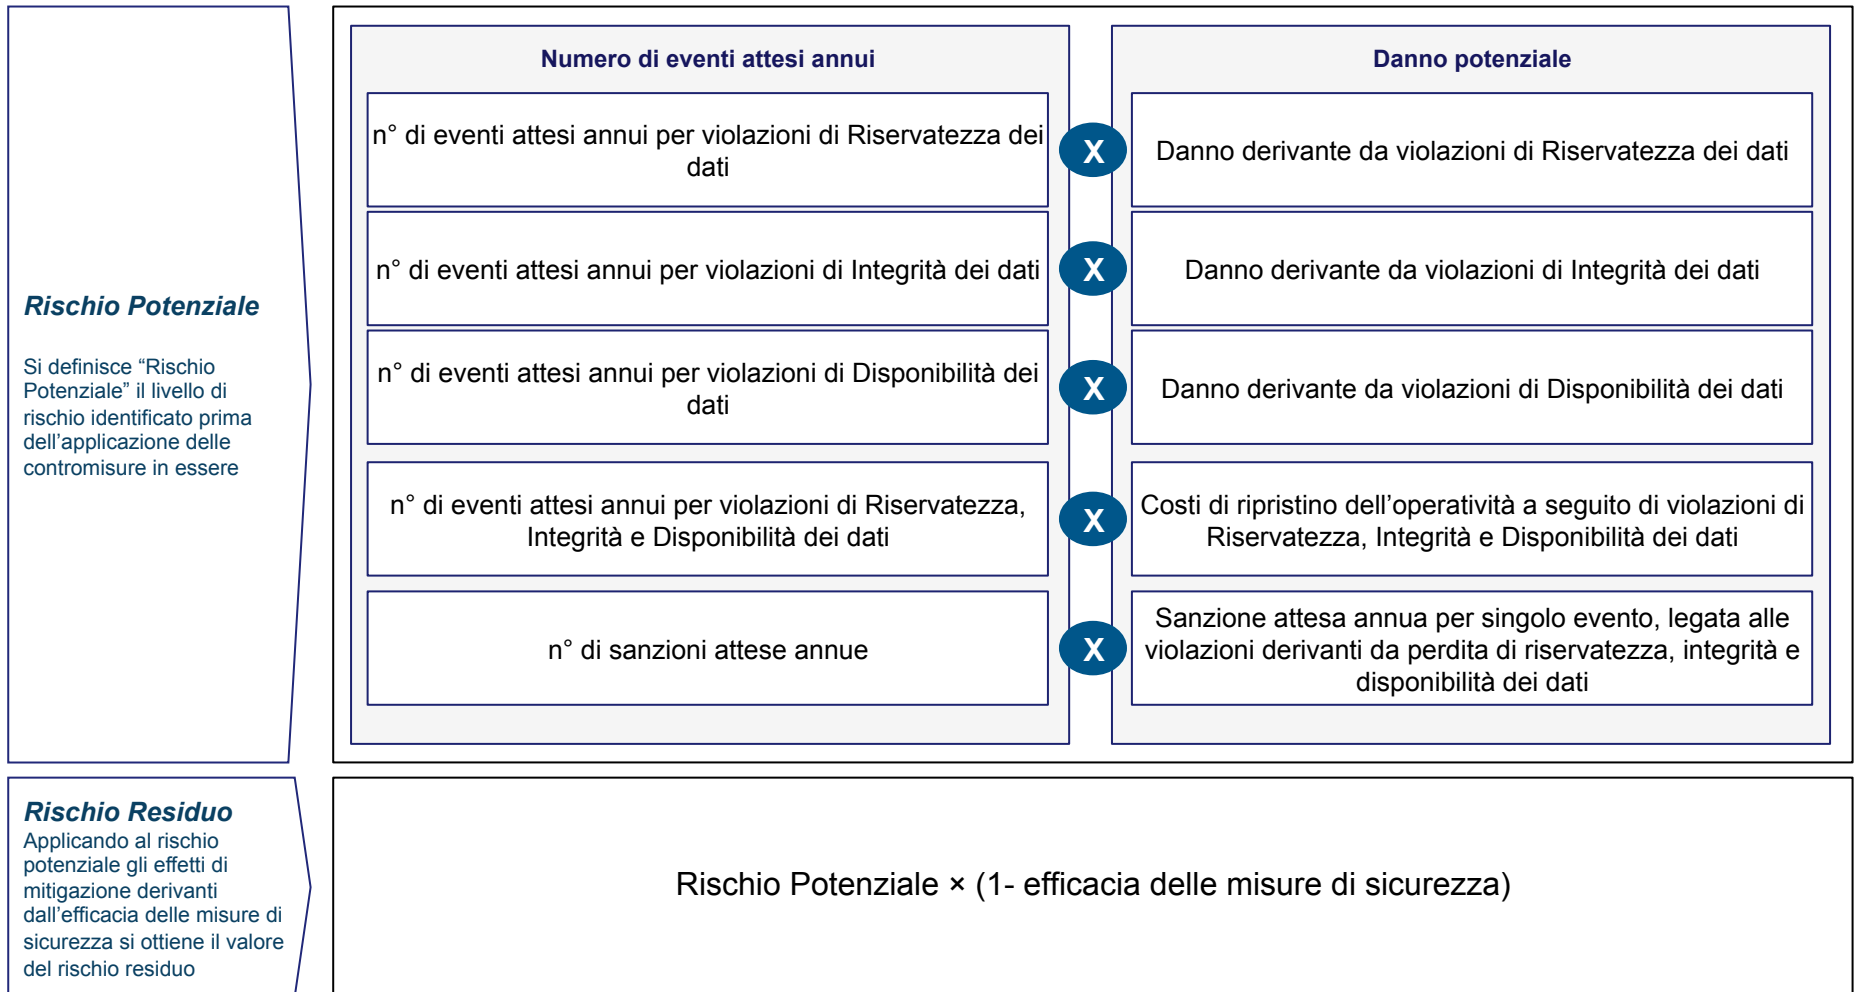 Rischio Potenziale
Si definisce “Rischio
Potenziale” il livello di
rischio identificato prima
dell’applicazione delle
contromisure in essere
Numero di eventi attesi annui
Danno potenziale
n° di eventi attesi annui per violazioni di Riservatezza dei
dati
X
Danno derivante da violazioni di Riservatezza dei dati
n° di eventi attesi annui per violazioni di Integrità dei dati
X
Danno derivante da violazioni di Integrità dei dati
n° di eventi attesi annui per violazioni di Disponibilità dei
dati
X
Danno derivante da violazioni di Disponibilità dei dati
n° di eventi attesi annui per violazioni di Riservatezza,
Integrità e Disponibilità dei dati
X
Costi di ripristino dell’operatività a seguito di violazioni di
Riservatezza, Integrità e Disponibilità dei dati
n° di sanzioni attese annue
X
Sanzione attesa annua per singolo evento, legata alle
violazioni derivanti da perdita di riservatezza, integrità e
disponibilità dei dati
Rischio Residuo
Applicando al rischio
potenziale gli effetti di
mitigazione derivanti
dall’efficacia delle misure di
sicurezza si ottiene il valore
del rischio residuo
Rischio Potenziale × (1- efficacia delle misure di sicurezza)